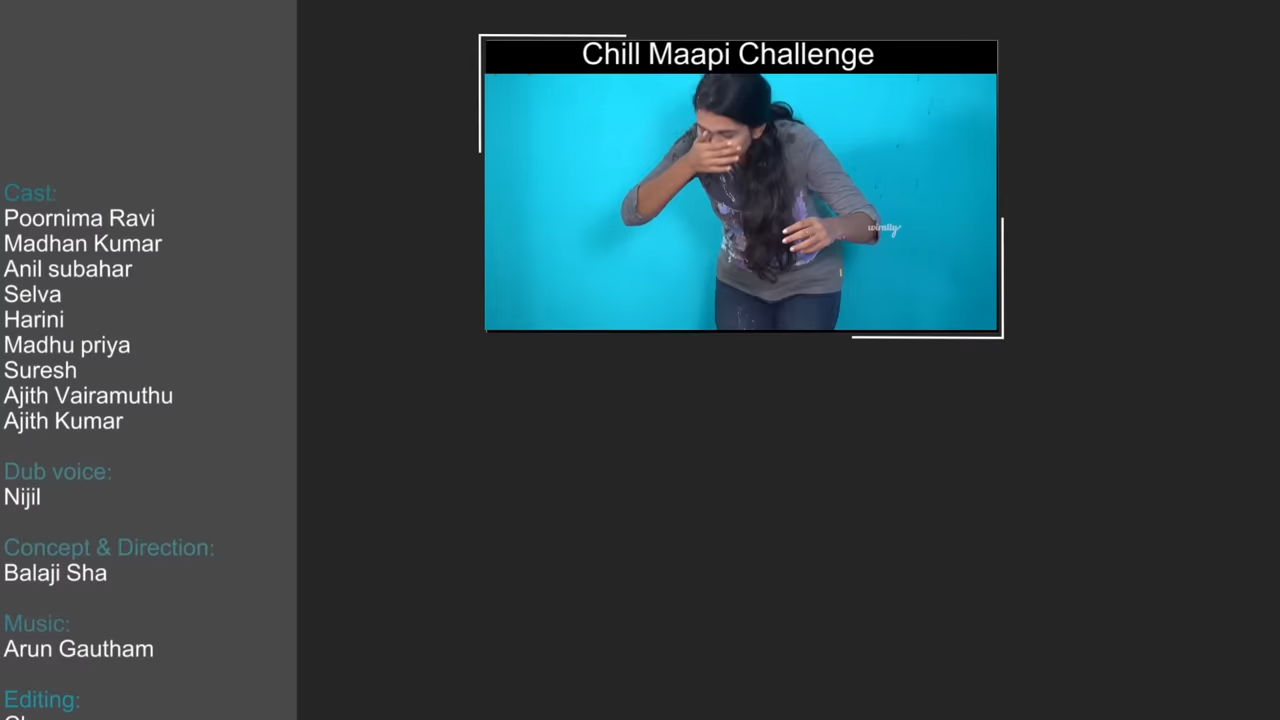 Chill Maapi Challenge
wirally
Cast:
Poornima Ravi
Madhan Kumar
Anil subahar
Selva
Harini
Madhu priya
Suresh
Ajith Vairamuthu
Ajith Kumar
Dub voice:
Nijil
Concept & Direction:
Balaji Sha
Music:
Arun Gautham
Editing: